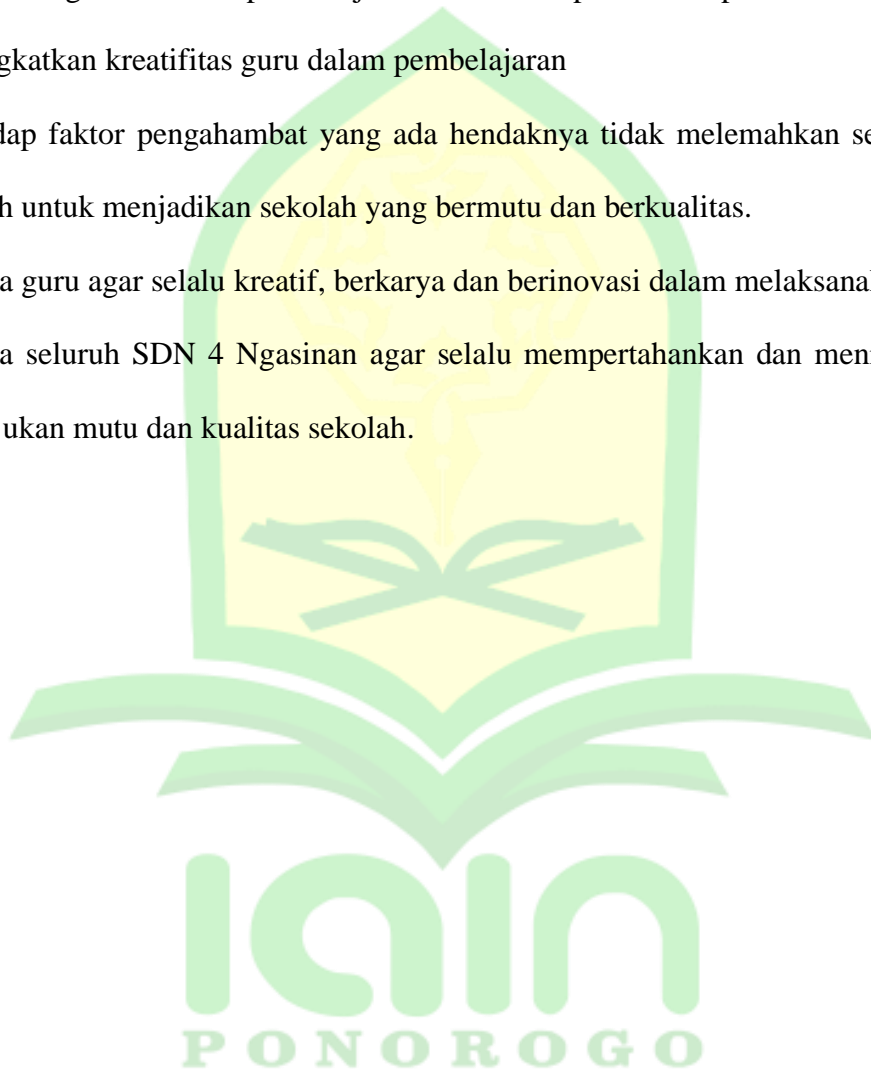 gkatkan kreatifitas guru dalam pembelajaran
dap faktor pengahambat yang ada hendaknya tidak melemahkan se
h untuk menjadikan sekolah yang bermutu dan berkualitas.
a guru agar selalu kreatif, berkarya dan berinovasi dalam melaksana
a seluruh SDN 4 Ngasinan agar selalu mempertahankan dan men
ukan mutu dan kualitas sekolah.
iain
PONOROGO